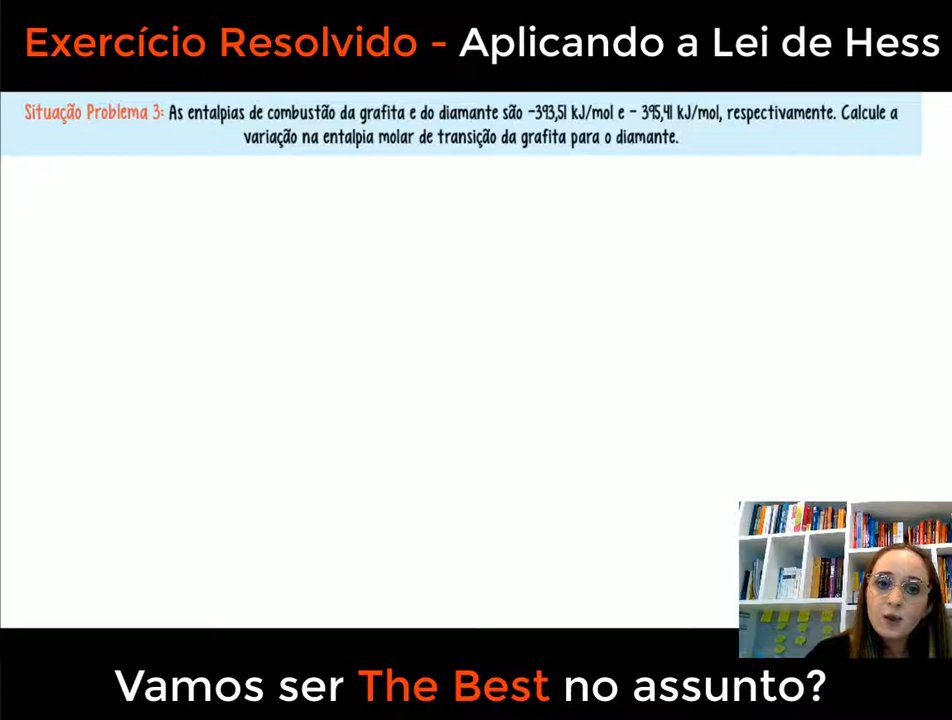 Exercício Resolvido - Aplicando a Lei de Hess
Situação Problema 3: As entalpias de combustão da grafita e do diamante são -393,51 kJ/mol e - 395,41 kJ/mol, respectivamente. Calcule a
variação na entalpia molar de transição da grafita para o diamante.
Vamos ser The Best no assunto?